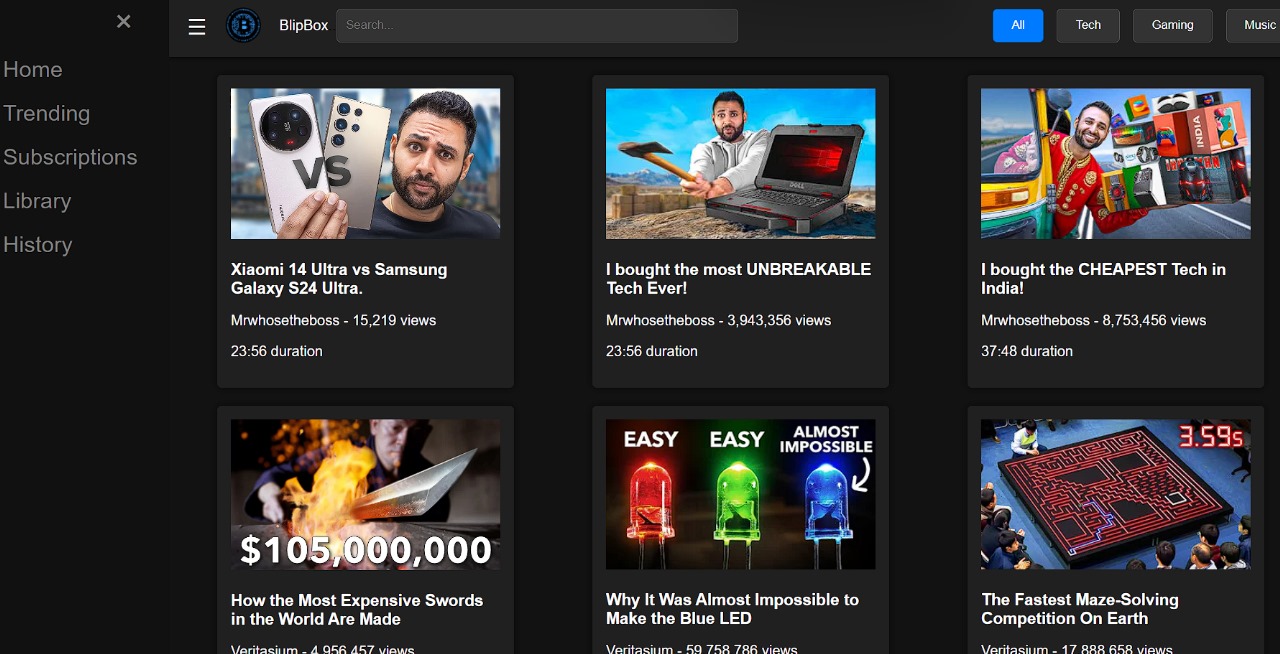 ×
Home
Trending
Subscriptions
Library
History
☰
BlipBox
Search...
All
Tech
Gaming
Music
VS
Xiaomi 14 Ultra vs Samsung
Galaxy S24 Ultra.
Mrwhosetheboss - 15,219 views
23:56 duration
DELL
I bought the most UNBREAKABLE
Tech Ever!
Mrwhosetheboss - 3,943,356 views
23:56 duration
INDIA
I bought the CHEAPEST Tech in
India!
Mrwhosetheboss - 8,753,456 views
37:48 duration
$105,000,000
How the Most Expensive Swords
in the World Are Made
Veritasium - 4,956,457 views
EASY
EASY
ALMOST
IMPOSSIBLE
Why It Was Almost Impossible to
Make the Blue LED
Veritasium - 59,758,786 views
3.59s
The Fastest Maze-Solving
Competition On Earth
Veritasium - 17,888,658 views